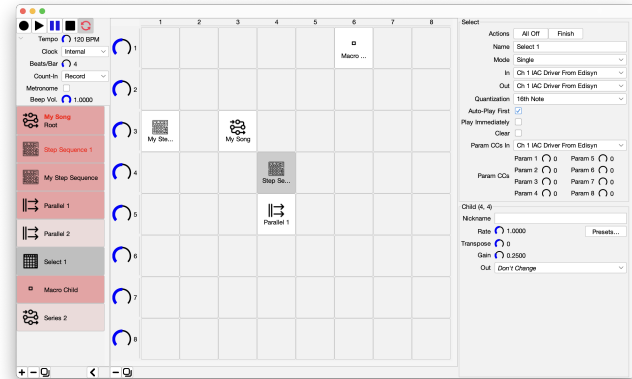 Tempo 120 BPM
Clock Internal
Beats/Bar 4
Count-In Record
Metronome
Beep Vol. 1.0000
My Song
Root
Step Sequence 1
My Step Sequence
Parallel 1
Parallel 2
Select 1
Macro Child
Series 2
1 2 3 4 5 6 7 8
1
Macro ...
2
3
My Ste...
My Song
4
Step Se...
5
Parallel 1
6
7
8
Select
Actions All Off Finish
Name Select 1
Mode Single
In Ch 1 IAC Driver From Edisyn
Out Ch 1 IAC Driver From Edisyn
Quantization 16th Note
Auto-Play First
Play Immediately
Clear
Param CCs In Ch 1 IAC Driver From Edisyn
Param CCs
Param 1 0 Param 5 0
Param 2 0 Param 6 0
Param 3 0 Param 7 0
Param 4 0 Param 8 0
Child (4, 4)
Nickname
Rate 1.0000 Presets...
Transpose 0
Gain 0.2500
Out Don't Change